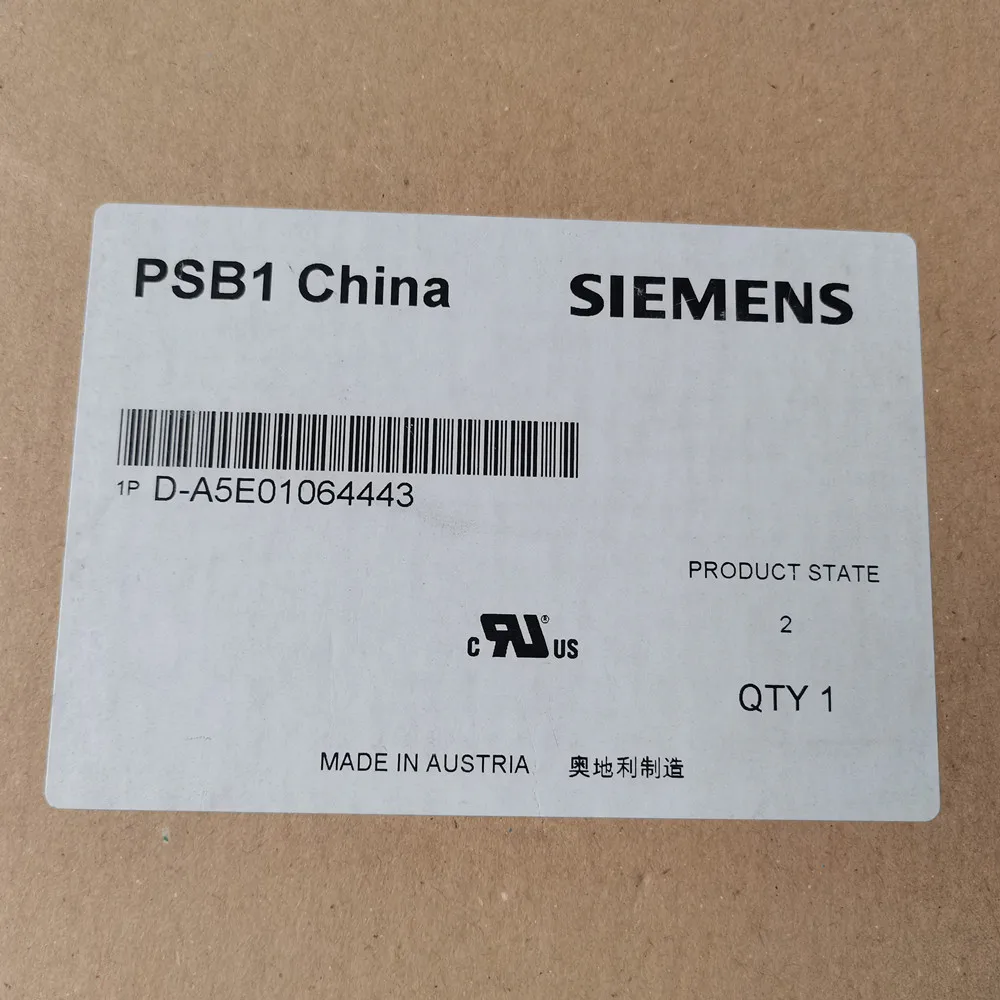 PSB1 China
SIEMENS
1P D-A5E01064443
PRODUCT STATE
2
c RU® US
QTY 1
MADE IN AUSTRIA 奥地利制造